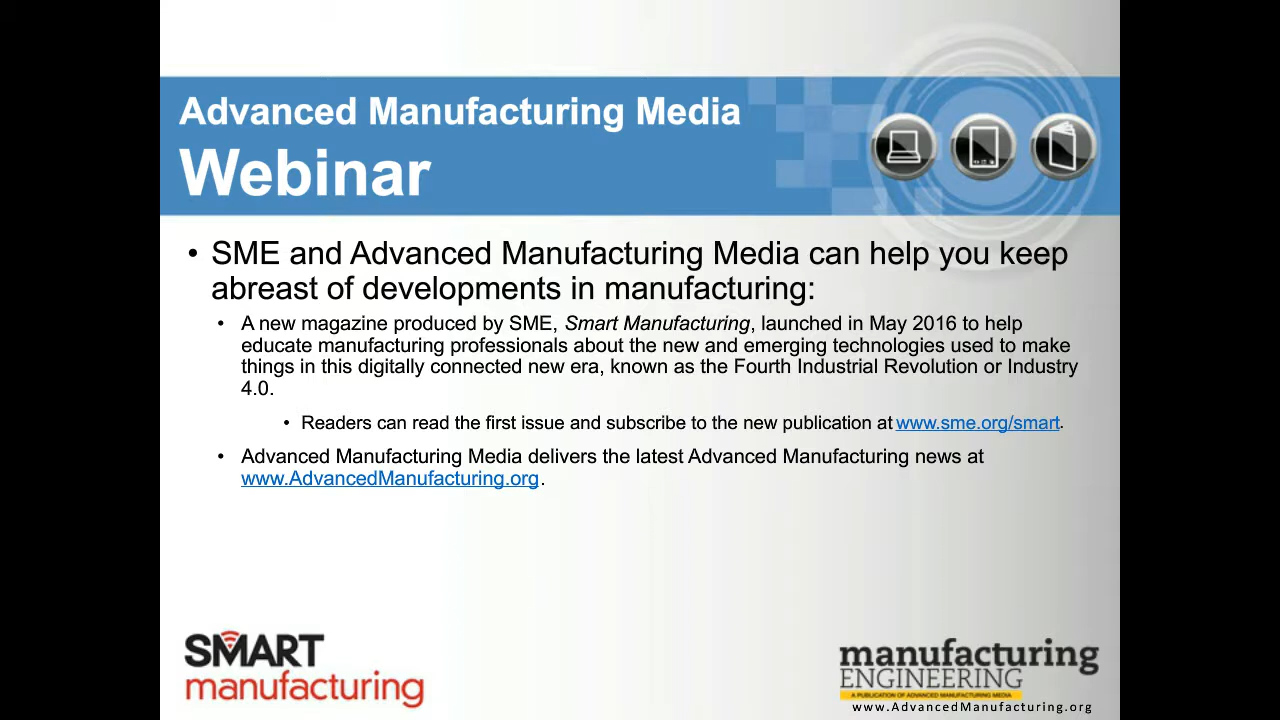 Advanced Manufacturing Media
Webinar
• SME and Advanced Manufacturing Media can help you keep
abreast of developments in manufacturing:
• A new magazine produced by SME, Smart Manufacturing, launched in May 2016 to help
educate manufacturing professionals about the new and emerging technologies used to make
things in this digitally connected new era, known as the Fourth Industrial Revolution or Industry
4.0.
• Readers can read the first issue and subscribe to the new publication at www.sme.org/smart.
• Advanced Manufacturing Media delivers the latest Advanced Manufacturing news at
www.AdvancedManufacturing.org.
SMART
manufacturing
manufacturing
ENGINEERING
A PUBLICATION OF ADVANCED MANUFACTURING MEDIA
www.AdvancedManufacturing.org